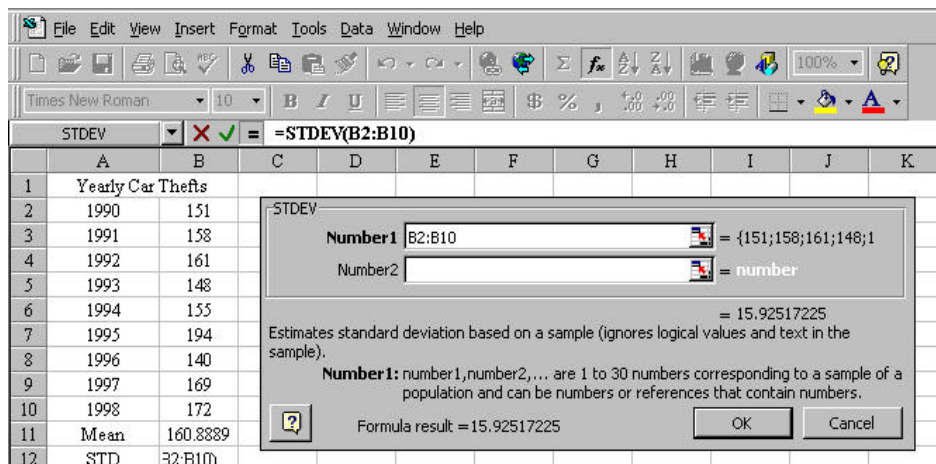 File Edit View Insert Format Tools Data Window Help
ABC 100%
Times New Roman 10 B I U $ % ,
STDEV = =STDEV(B2:B10)
A B C D E F G H I J K
1 Yearly Car Thefts
2 1990 151
3 1991 158
4 1992 161
5 1993 148
6 1994 155
7 1995 194
8 1996 140
9 1997 169
10 1998 172
11 Mean 160.8889
12 STD B2:B10)
STDEV
Number1 B2:B10 = {151;158;161;148;1
Number2 = number
= 15.92517225
Estimates standard deviation based on a sample (ignores logical values and text in the
sample).
Number1: number1,number2,... are 1 to 30 numbers corresponding to a sample of a
population and can be numbers or references that contain numbers.
Formula result =15.92517225 OK Cancel